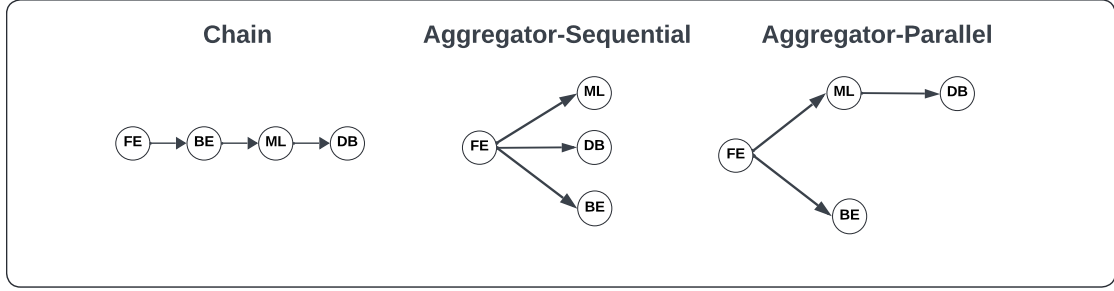 Chain
FE BE ML DB
Aggregator-Sequential
ML
FE DB
BE
Aggregator-Parallel
ML DB
FE
BE